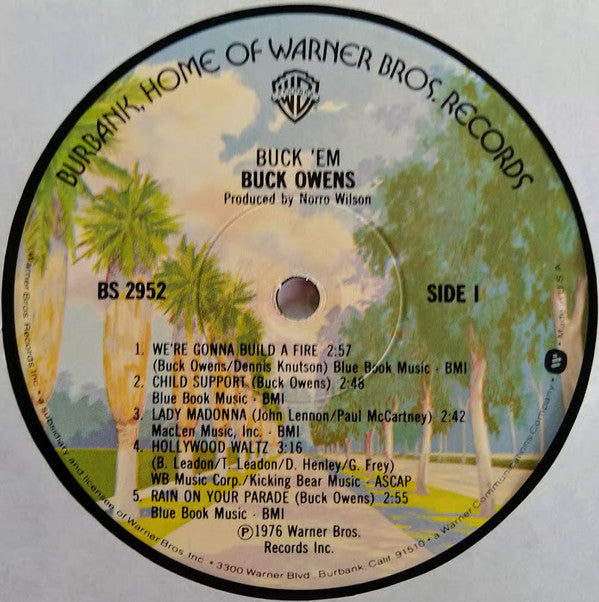 BURBANK, HOME OF WARNER BROS. RECORDS
BUCK 'EM
BUCK OWENS
Produced by Norro Wilson
BS 2952
SIDE 1
1. WE'RE GONNA BUILD A FIRE 2:57
(Buck Owens/Dennis Knutson) Blue Book Music - BMI
2. CHILD SUPPORT (Buck Owens) 2:48
Blue Book Music - BMI
3. LADY MADONNA (John Lennon/Paul McCartney) 2:42
MacLen Music, Inc. - BMI
4. HOLLYWOOD WALTZ 3:16
(B. Leadon/T. Leadon/D. Henley/G. Frey)
WB Music Corp./Kicking Bear Music - ASCAP
5. RAIN ON YOUR PARADE (Buck Owens) 2:55
Blue Book Music - BMI
Ⓟ1976 Warner Bros.
Records Inc.
Warner Bros. Records Inc. • a subsidiary and licensee of Warner Bros. Inc. • 3300 Warner Blvd., Burbank, Calif. 91510 • a Warner Communications Company. • Made in U.S.A.